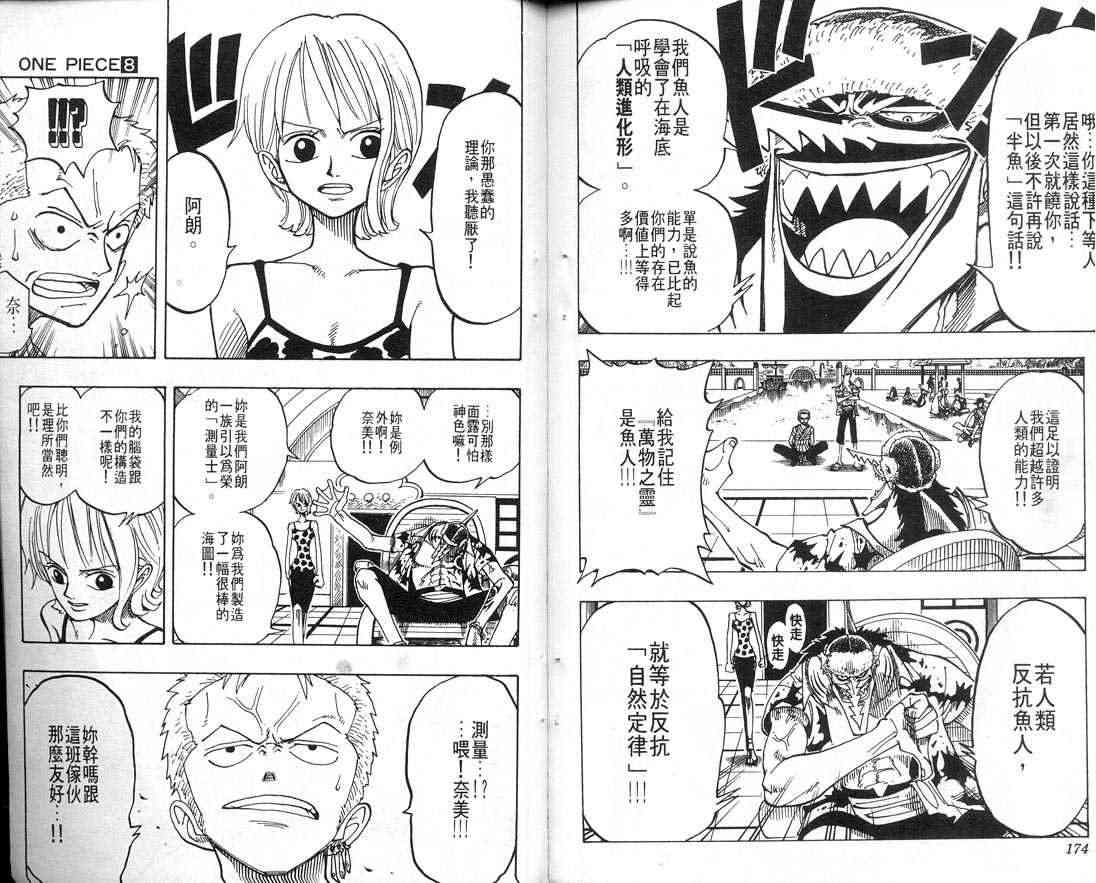 哦…你這種下等人
居然這樣說話…
第一次就饒你，
但以後不許再說
「半魚」這句話!!
我們魚人是
學會了在海底
呼吸的
「人類進化形」。
單是說魚的
能力，已比起
你們的存在
價值上等得
多啊…!!!
這足以證明
我們超越許多
人類的能力!!
給我記住
『萬物之靈』
是魚人!!!!
若人類
反抗魚人，
快走
快走
就等於反抗
「自然定律」!!!
174
ONE PIECE 8
你那愚蠢的
理論，我聽厭了！
阿朗。
!!?
奈…
…別那樣
面露可怕
神色嘛！
妳是例
外啊！
奈美!!
妳是我們阿朗
一族引以為榮
的「測量士」。
妳為我們製造
了一幅很棒的
海圖!!
我的腦袋跟
你們的構造
不一樣呢！
比你們聰明，
是理所當然
吧!!
測量…!?
…喂！奈美!!!
妳幹嗎跟
這班傢伙
那麼友好…!!